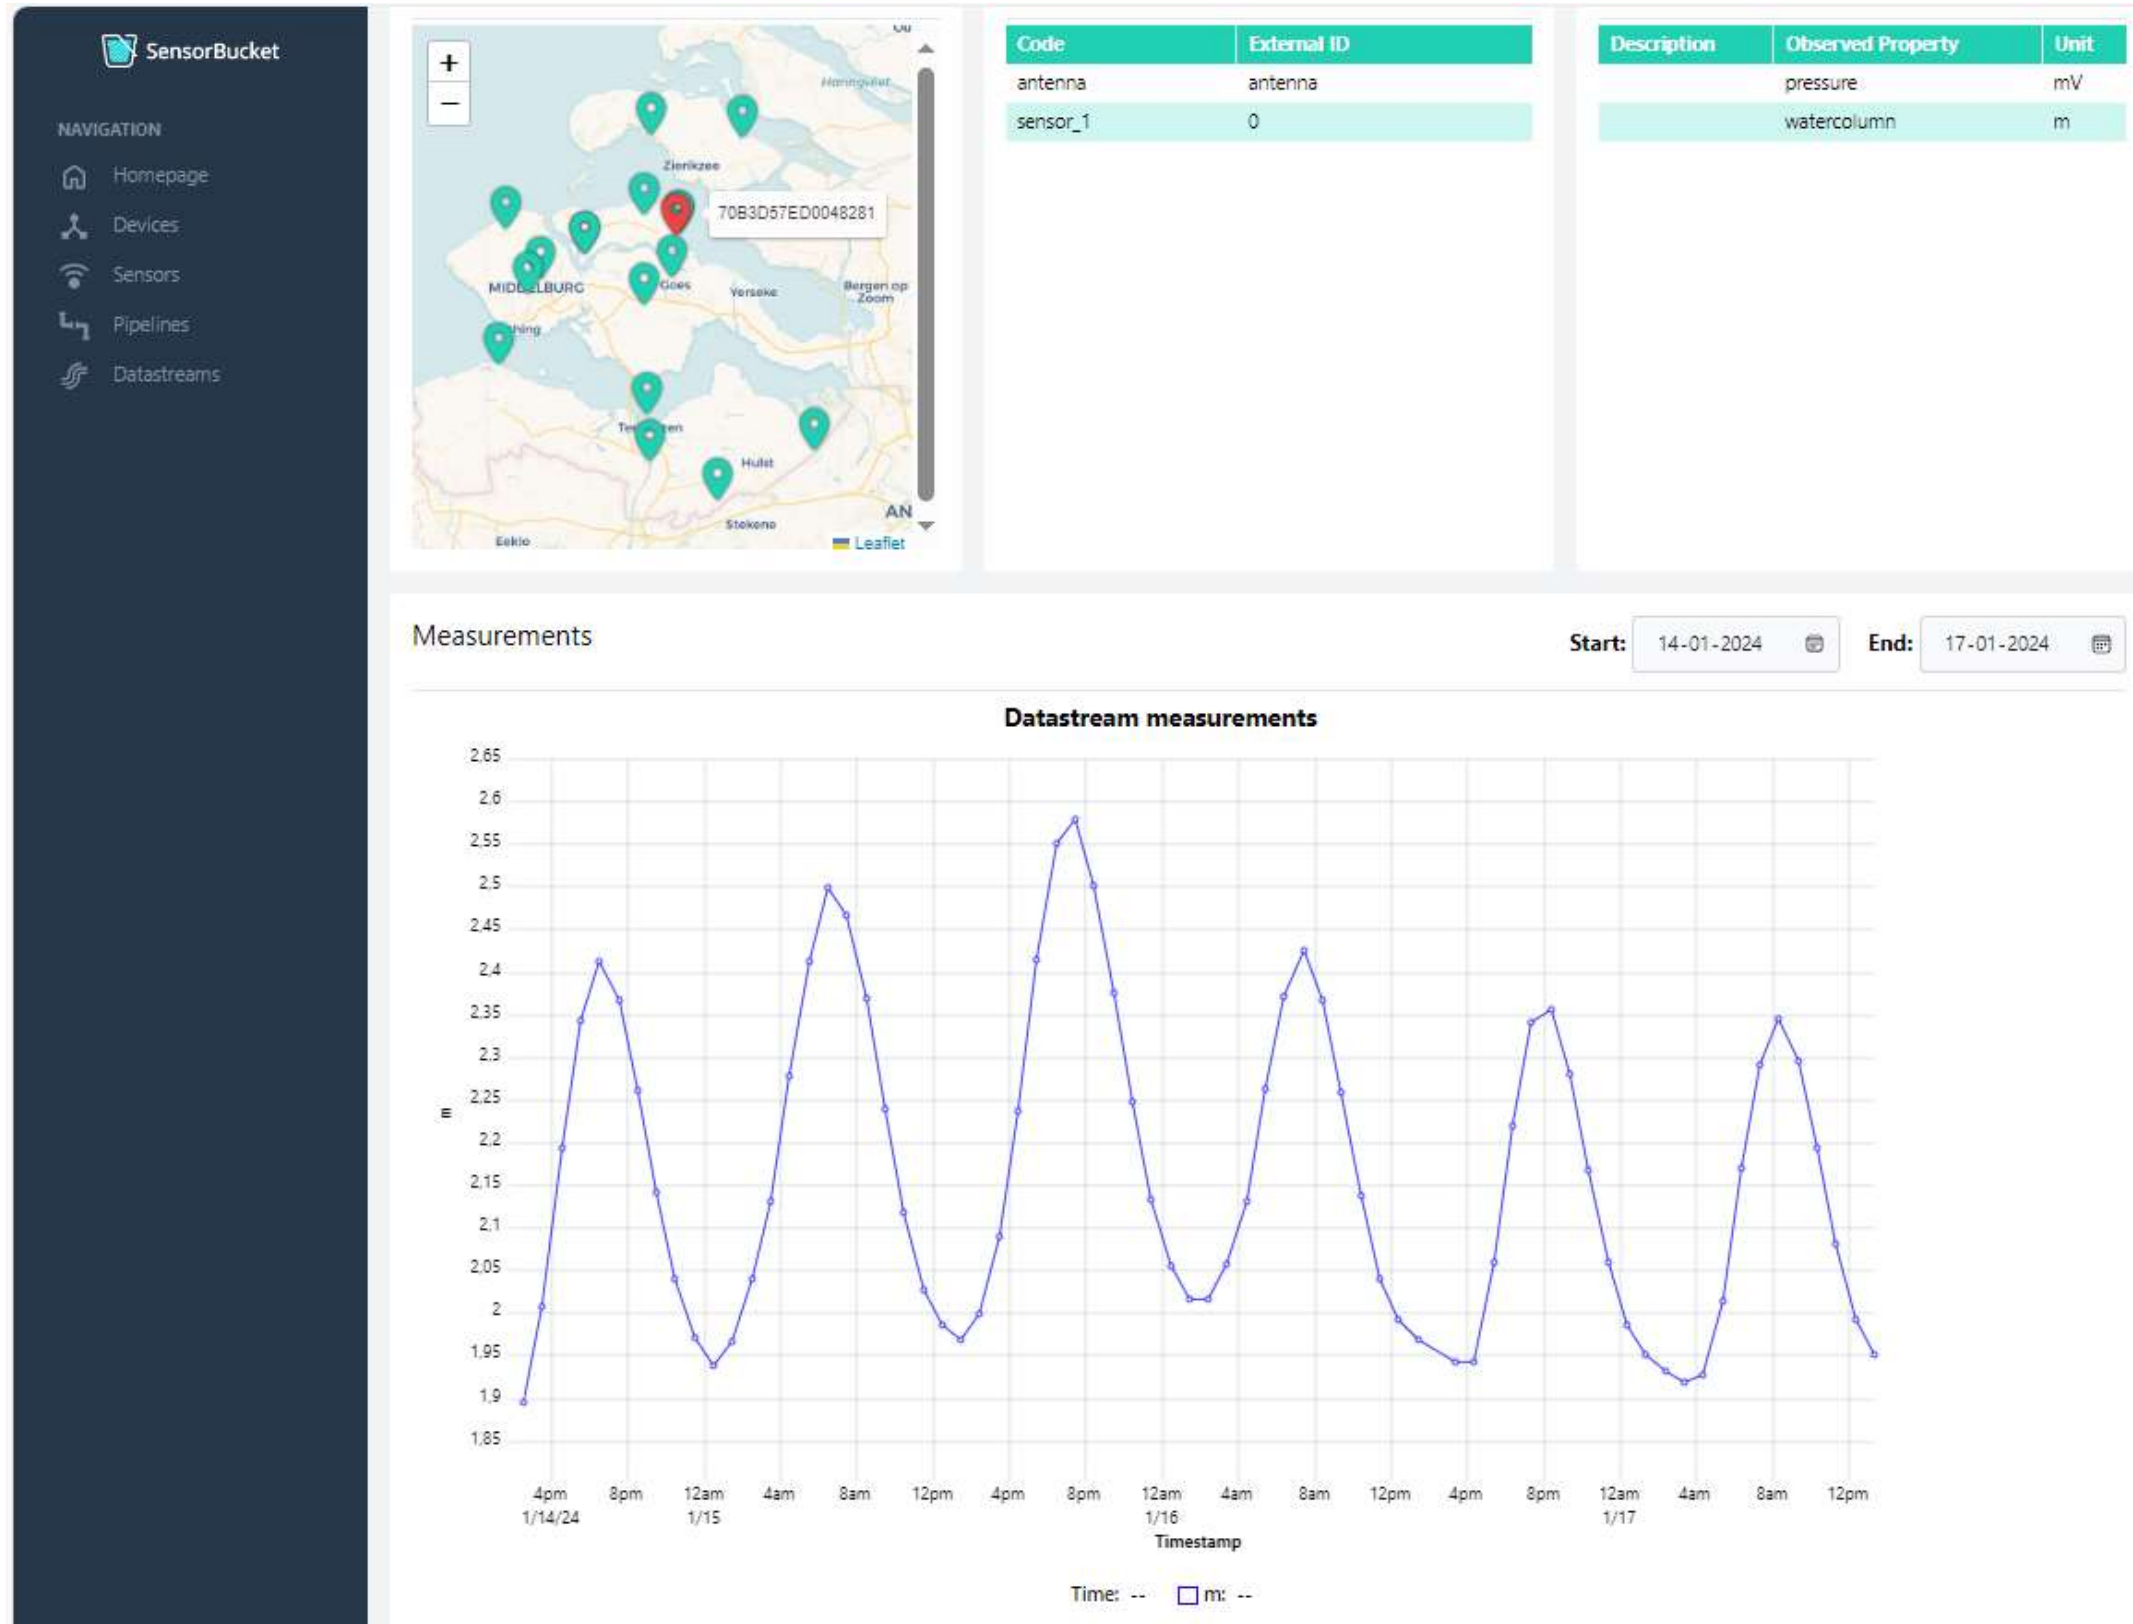 SensorBucket
NAVIGATION
Homepage
Devices
Sensors
Pipelines
Datastreams
+
−
Zierikzee
70B3D57ED0048281
MIDDELBURG
Goes
Yerseke
Bergen op
Zoom
hing
Hulst
AN
Stekene
Eeklo
Leaflet
Code External ID
antenna antenna
sensor_1 0
Description Observed Property Unit
pressure mV
watercolumn m
Measurements
Start: 14-01-2024 End: 17-01-2024
Datastream measurements
2,65
2,6
2,55
2,5
2,45
2,4
2,35
2,3
2,25
m
2,2
2,15
2,1
2,05
2
1,95
1,9
1,85
4pm 8pm 12am 4am 8am 12pm 4pm 8pm 12am 4am 8am 12pm 4pm 8pm 12am 4am 8am 12pm
1/14/24 1/15 1/16 1/17
Timestamp
Time: -- m: --